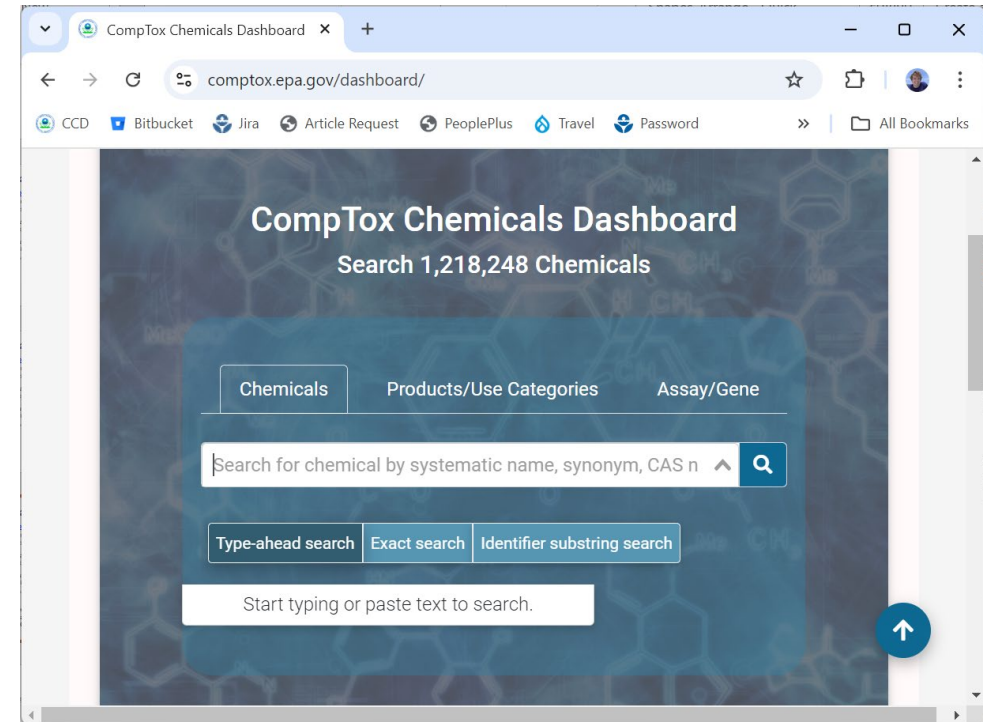 CompTox Chemicals Dashboard
comptox.epa.gov/dashboard/
CCD Bitbucket Jira Article Request PeoplePlus Travel Password » All Bookmarks
CompTox Chemicals Dashboard
Search 1,218,248 Chemicals
Chemicals Products/Use Categories Assay/Gene
Search for chemical by systematic name, synonym, CAS n
Type-ahead search Exact search Identifier substring search
Start typing or paste text to search.